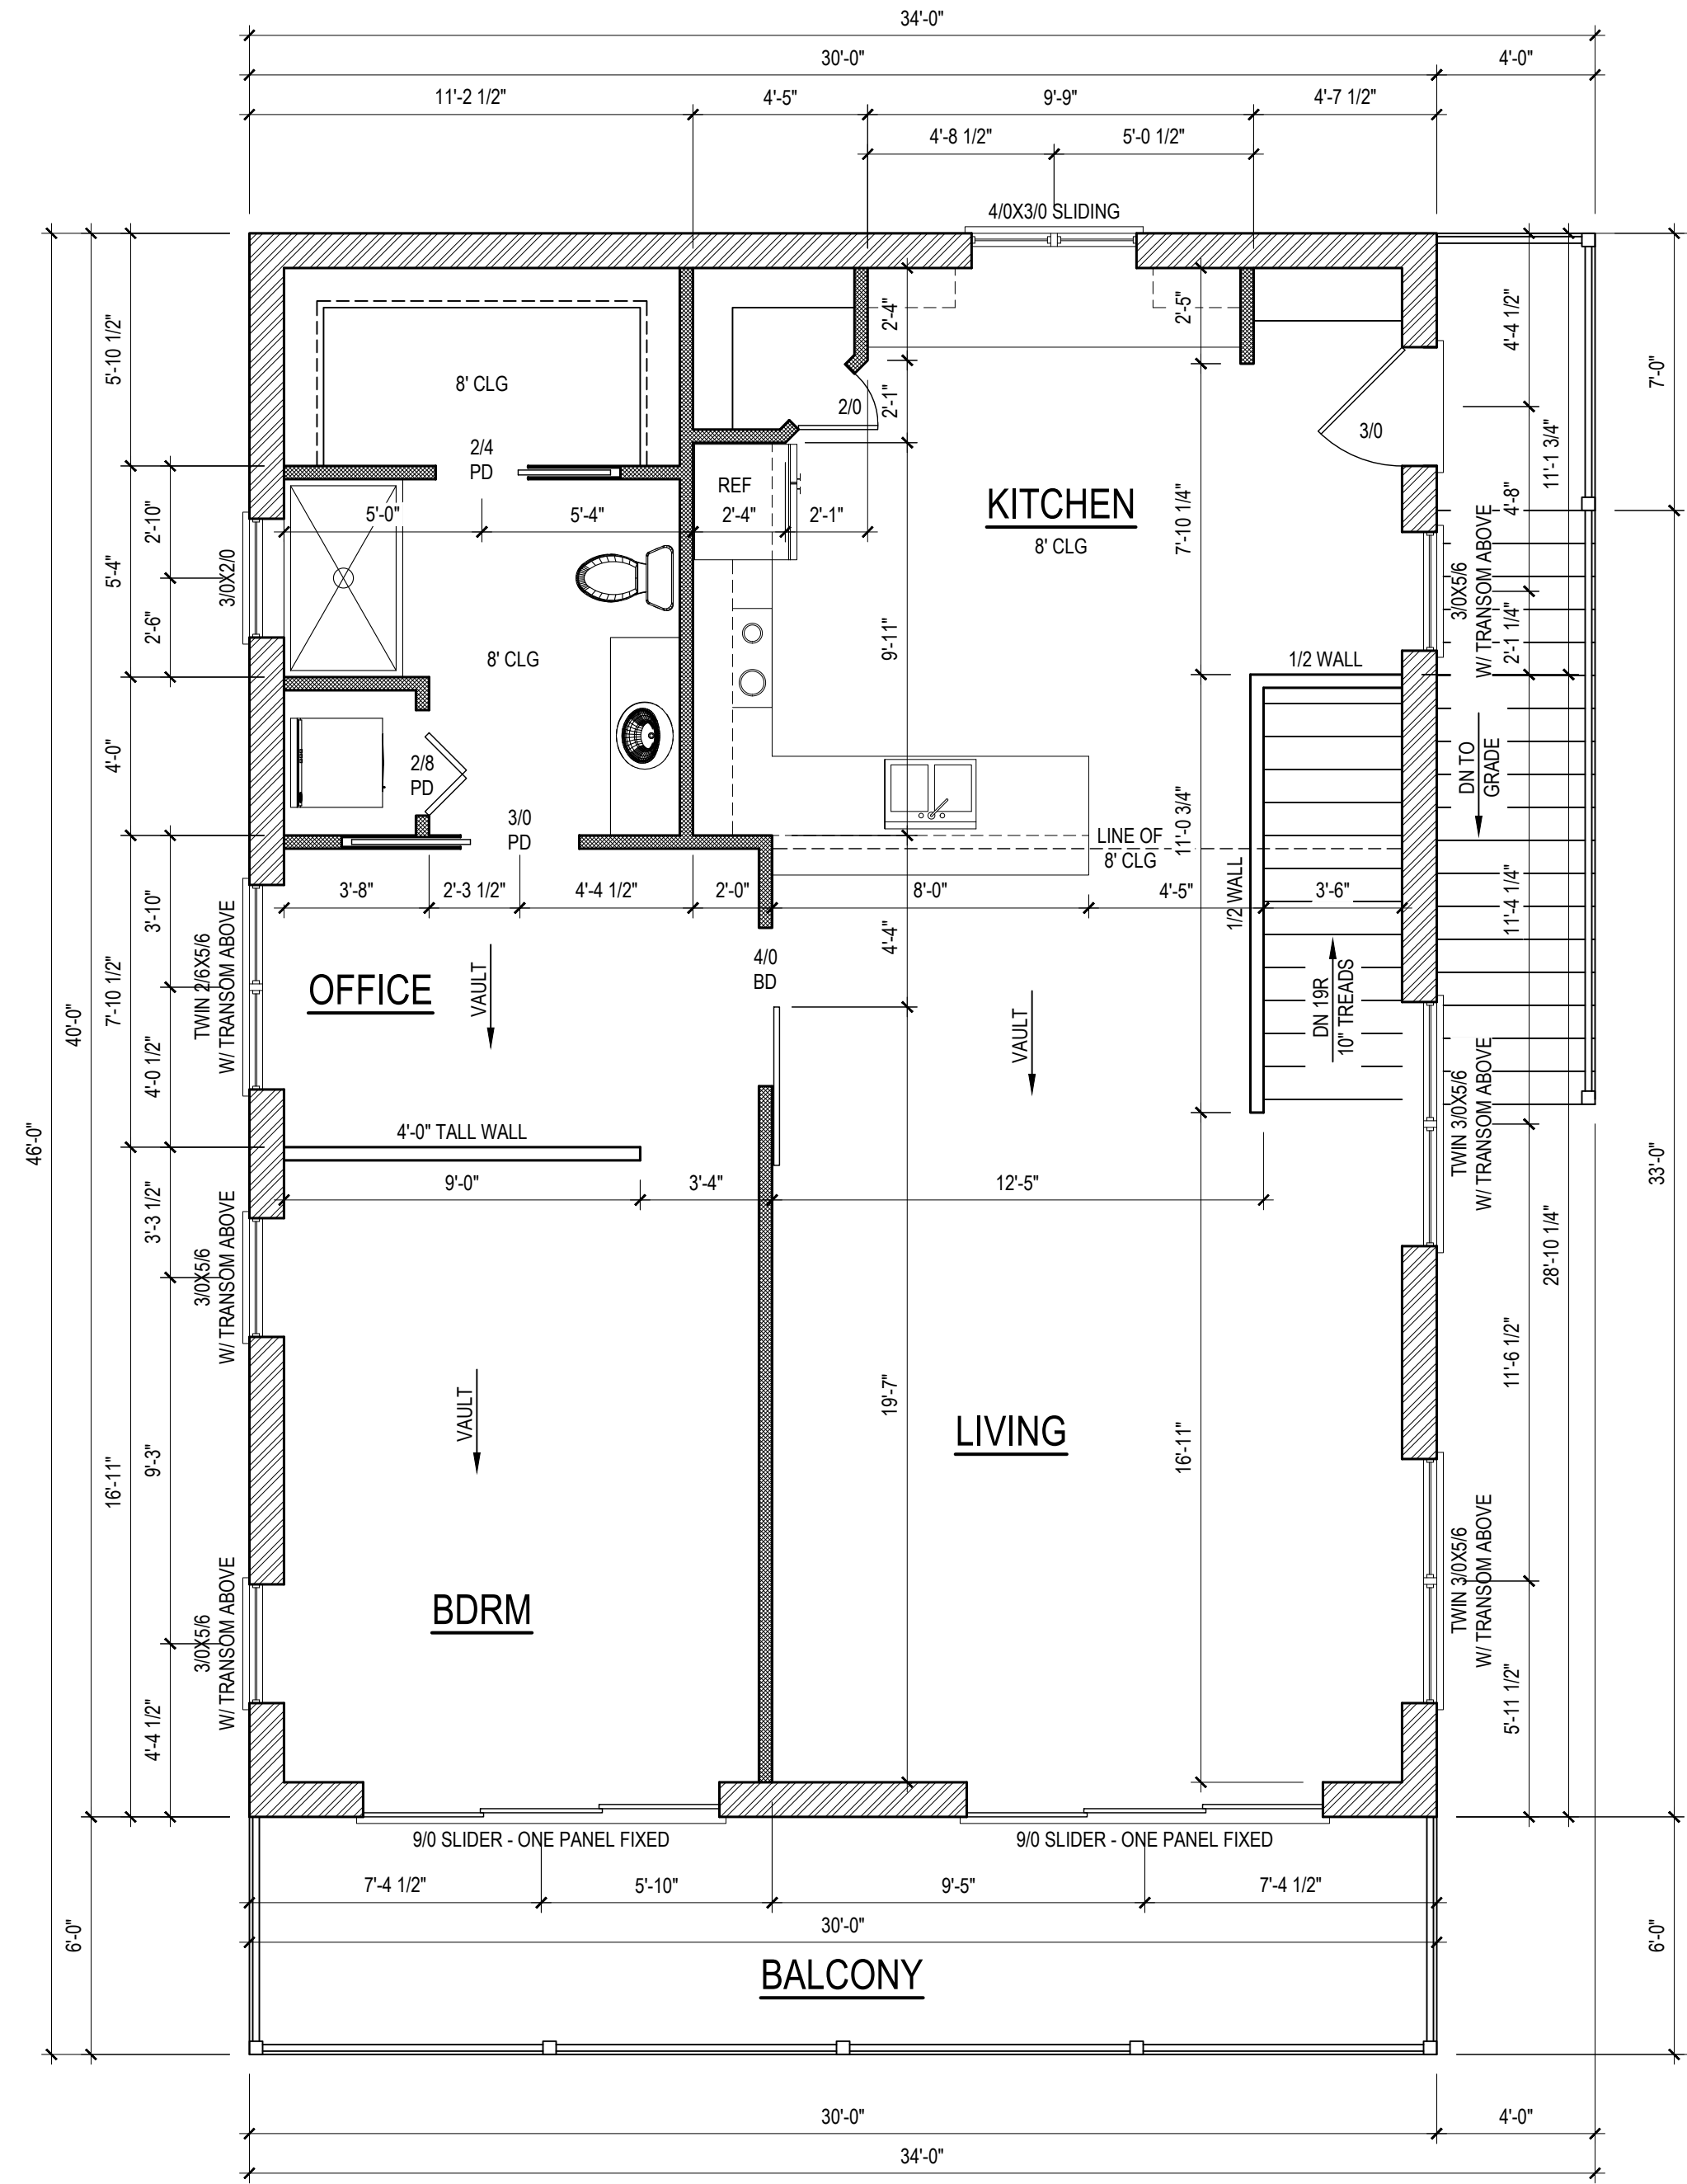 34'-0"
30'-0"
4'-0"
11'-2 1/2"
4'-5"
9'-9"
4'-7 1/2"
4'-8 1/2"
5'-0 1/2"
4/0X3/0 SLIDING
5'-10 1/2"
8' CLG
2'-4"
2'-5"
4'-4 1/2"
7'-0"
2/0
2'-1"
3/0
11'-1 3/4"
2/4
PD
REF
KITCHEN
8' CLG
4'-8"
2'-10"
5'-0"
5'-4"
2'-4"
2'-1"
7'-10 1/4"
5'-4"
3/0X2/0
3/0X5/6
W/ TRANSOM ABOVE
2'-6"
8' CLG
9'-11"
1/2 WALL
2'-1 1/4"
4'-0"
2/8
PD
DN TO
GRADE
3/0
PD
LINE OF
8' CLG
11'-0 3/4"
3'-8"
2'-3 1/2"
4'-4 1/2"
2'-0"
8'-0"
4'-5"
1/2 WALL
3'-6"
11'-4 1/4"
3'-10"
7'-10 1/2"
40'-0"
46'-0"
TWIN 2/6X5/6
W/ TRANSOM ABOVE
OFFICE
VAULT
4/0
BD
4'-4"
VAULT
DN 19R
10" TREADS
4'-0 1/2"
TWIN 3/0X5/6
W/ TRANSOM ABOVE
4'-0" TALL WALL
33'-0"
9'-0"
3'-4"
12'-5"
3'-3 1/2"
3/0X5/6
W/ TRANSOM ABOVE
28'-10 1/4"
11'-6 1/2"
VAULT
19'-7"
LIVING
16'-11"
9'-3"
16'-11"
TWIN 3/0X5/6
W/ TRANSOM ABOVE
BDRM
3/0X5/6
W/ TRANSOM ABOVE
4'-4 1/2"
5'-11 1/2"
9/0 SLIDER - ONE PANEL FIXED
9/0 SLIDER - ONE PANEL FIXED
7'-4 1/2"
5'-10"
9'-5"
7'-4 1/2"
30'-0"
6'-0"
6'-0"
BALCONY
30'-0"
4'-0"
34'-0"